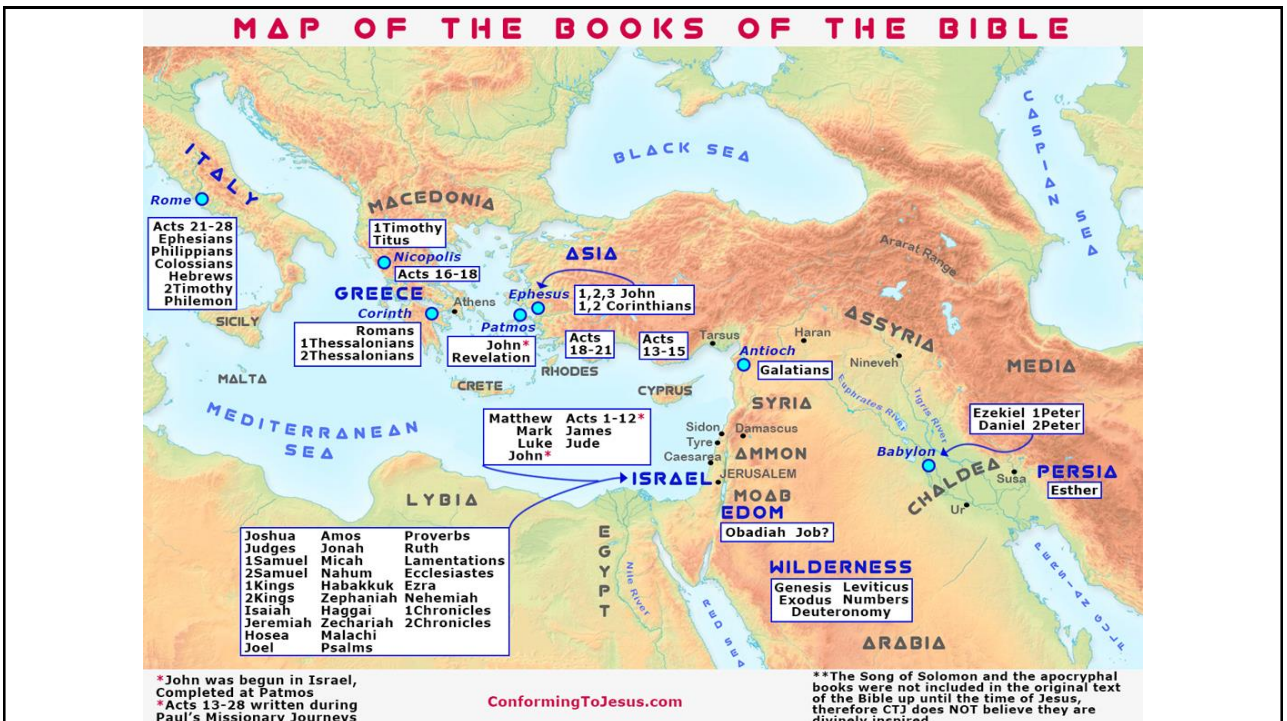 MAP OF THE BOOKS OF THE BIBLE
BLACK SEA
CASPIAN SEA
ITALY
Rome
Acts 21-28
Ephesians
Philippians
Colossians
Hebrews
2Timothy
Philemon
SICILY
MALTA
MEDITERRANEAN
SEA
MACEDONIA
1Timothy
Titus
Nicopolis
Acts 16-18
GREECE
Corinth
Athens
Romans
1Thessalonians
2Thessalonians
CRETE
ASIA
Ephesus
1,2,3 John
1,2 Corinthians
Patmos
John*
Revelation
Acts
18-21
RHODES
Acts
13-15
Tarsus
CYPRUS
Ararat Range
Haran
ASSYRIA
Nineveh
MEDIA
Antioch
Galatians
Euphrates River
Tigris River
SYRIA
Matthew Acts 1-12*
Mark James
Luke Jude
John*
Sidon
Damascus
Tyre
Caesarea
AMMON
ISRAEL
JERUSALEM
MOAB
EDOM
Obadiah Job?
Ezekiel 1Peter
Daniel 2Peter
Babylon
CHALDEA
Susa
Ur
PERSIA
Esther
PERSIAN GULF
LYBIA
EGYPT
Nile River
RED SEA
WILDERNESS
Genesis Leviticus
Exodus Numbers
Deuteronomy
ARABIA
Joshua Amos Proverbs
Judges Jonah Ruth
1Samuel Micah Lamentations
2Samuel Nahum Ecclesiastes
1Kings Habakkuk Ezra
2Kings Zephaniah Nehemiah
Isaiah Haggai 1Chronicles
Jeremiah Zechariah 2Chronicles
Hosea Malachi
Joel Psalms
*John was begun in Israel,
Completed at Patmos
*Acts 13-28 written during
Paul's Missionary Journeys
ConformingToJesus.com
**The Song of Solomon and the apocryphal
books were not included in the original text
of the Bible up until the time of Jesus,
therefore CTJ does NOT believe they are
divinely inspired